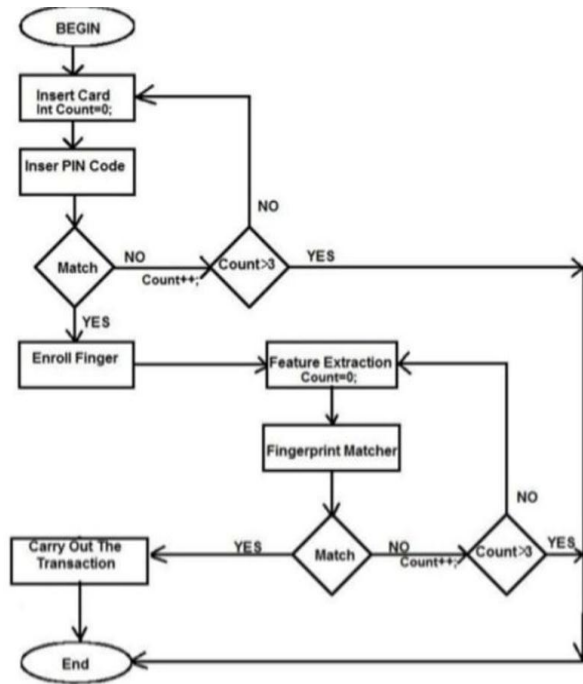 BEGIN
Insert Card
Int Count=0;
Inser PIN Code
NO
Match
NO
Count++;
Count>3
YES
YES
Enroll Finger
Feature Extraction
Count=0;
Fingerprint Matcher
NO
Carry Out The
Transaction
YES
Match
NO
Count++;
Count>3
YES
End